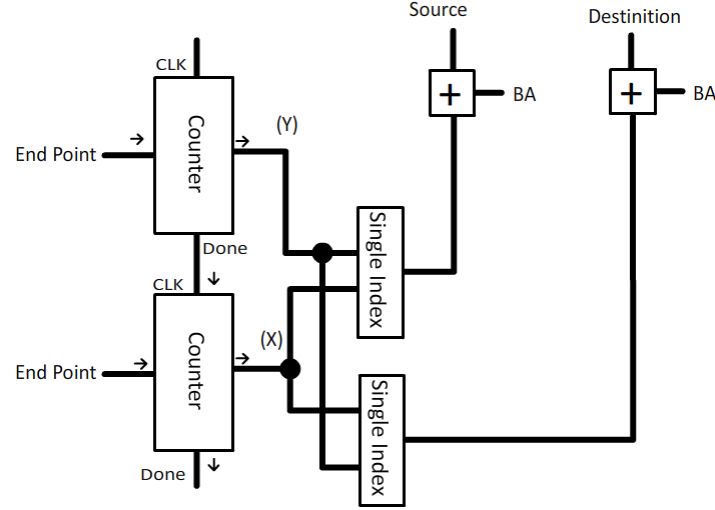 Source
Destinition
CLK
+
BA
+
BA
→
End Point
Counter
→
(Y)
Done
↓
CLK
Single Index
→
End Point
Counter
→
(X)
Single Index
Done
↓